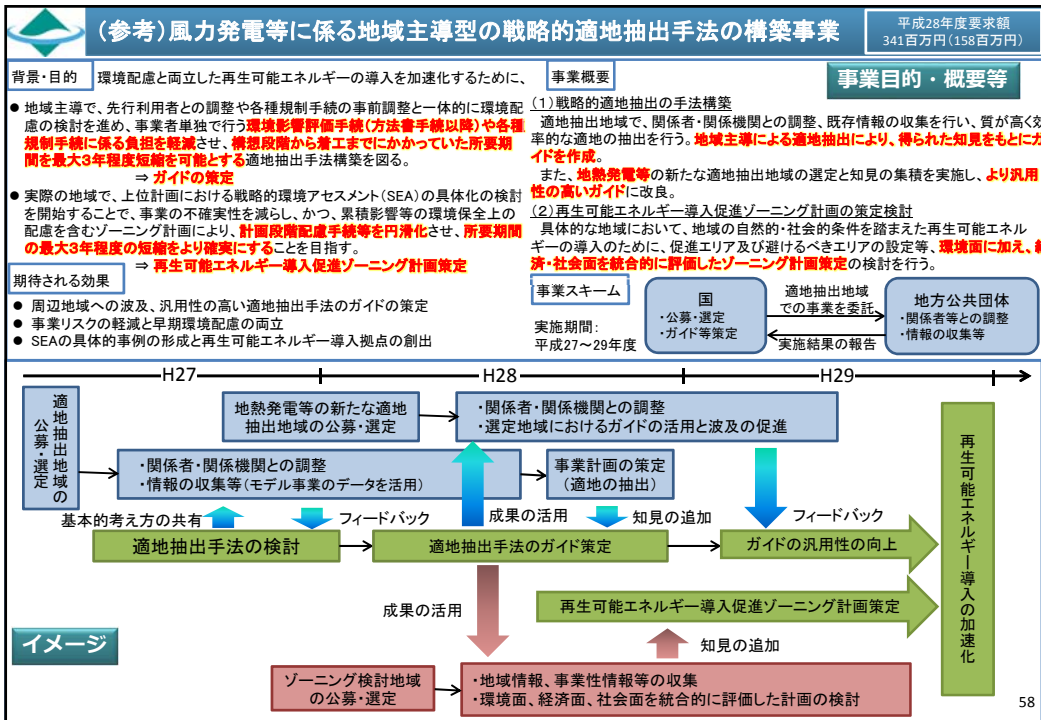 (参考)風力発電等に係る地域主導型の戦略的適地抽出手法の構築事業
平成28年度要求額
341百万円(158百万円)
背景・目的
環境配慮と両立した再生可能エネルギーの導入を加速化するために、
● 地域主導で、先行利用者との調整や各種規制手続の事前調整と一体的に環境配
慮の検討を進め、事業者単独で行う環境影響評価手続(方法書手続以降)や各種
規制手続に係る負担を軽減させ、構想段階から着工までにかかっていた所要期
間を最大3年程度短縮を可能とする適地抽出手法構築を図る。
⇒ ガイドの策定
● 実際の地域で、上位計画における戦略的環境アセスメント(SEA)の具体化の検討
を開始することで、事業の不確実性を減らし、かつ、累積影響等の環境保全上の
配慮を含むゾーニング計画により、計画段階配慮手続等を円滑化させ、所要期間
の最大3年程度の短縮をより確実にすることを目指す。
⇒ 再生可能エネルギー導入促進ゾーニング計画策定
期待される効果
● 周辺地域への波及、汎用性の高い適地抽出手法のガイドの策定
● 事業リスクの軽減と早期環境配慮の両立
● SEAの具体的事例の形成と再生可能エネルギー導入拠点の創出
事業概要
事業目的・概要等
(1)戦略的適地抽出の手法構築
適地抽出地域で、関係者・関係機関との調整、既存情報の収集を行い、質が高く効
率的な適地の抽出を行う。地域主導による適地抽出により、得られた知見をもとにガ
イドを作成。
また、地熱発電等の新たな適地抽出地域の選定と知見の集積を実施し、より汎用
性の高いガイドに改良。
(2)再生可能エネルギー導入促進ゾーニング計画の策定検討
具体的な地域において、地域の自然的・社会的条件を踏まえた再生可能エネル
ギーの導入のために、促進エリア及び避けるべきエリアの設定等、環境面に加え、経
済・社会面を統合的に評価したゾーニング計画策定の検討を行う。
事業スキーム
実施期間:
平成27～29年度
国
・公募・選定
・ガイド等策定
適地抽出地域
での事業を委託
実施結果の報告
地方公共団体
・関係者等との調整
・情報の収集等
H27
H28
H29
適地抽出地域の
公募・選定
地熱発電等の新たな適地
抽出地域の公募・選定
・関係者・関係機関との調整
・選定地域におけるガイドの活用と波及の促進
・関係者・関係機関との調整
・情報の収集等(モデル事業のデータを活用)
事業計画の策定
(適地の抽出)
基本的考え方の共有
フィードバック
成果の活用
知見の追加
フィードバック
適地抽出手法の検討
適地抽出手法のガイド策定
ガイドの汎用性の向上
再生可能エネルギー導入の加速化
成果の活用
再生可能エネルギー導入促進ゾーニング計画策定
イメージ
知見の追加
ゾーニング検討地域
の公募・選定
・地域情報、事業性情報等の収集
・環境面、経済面、社会面を統合的に評価した計画の検討
58